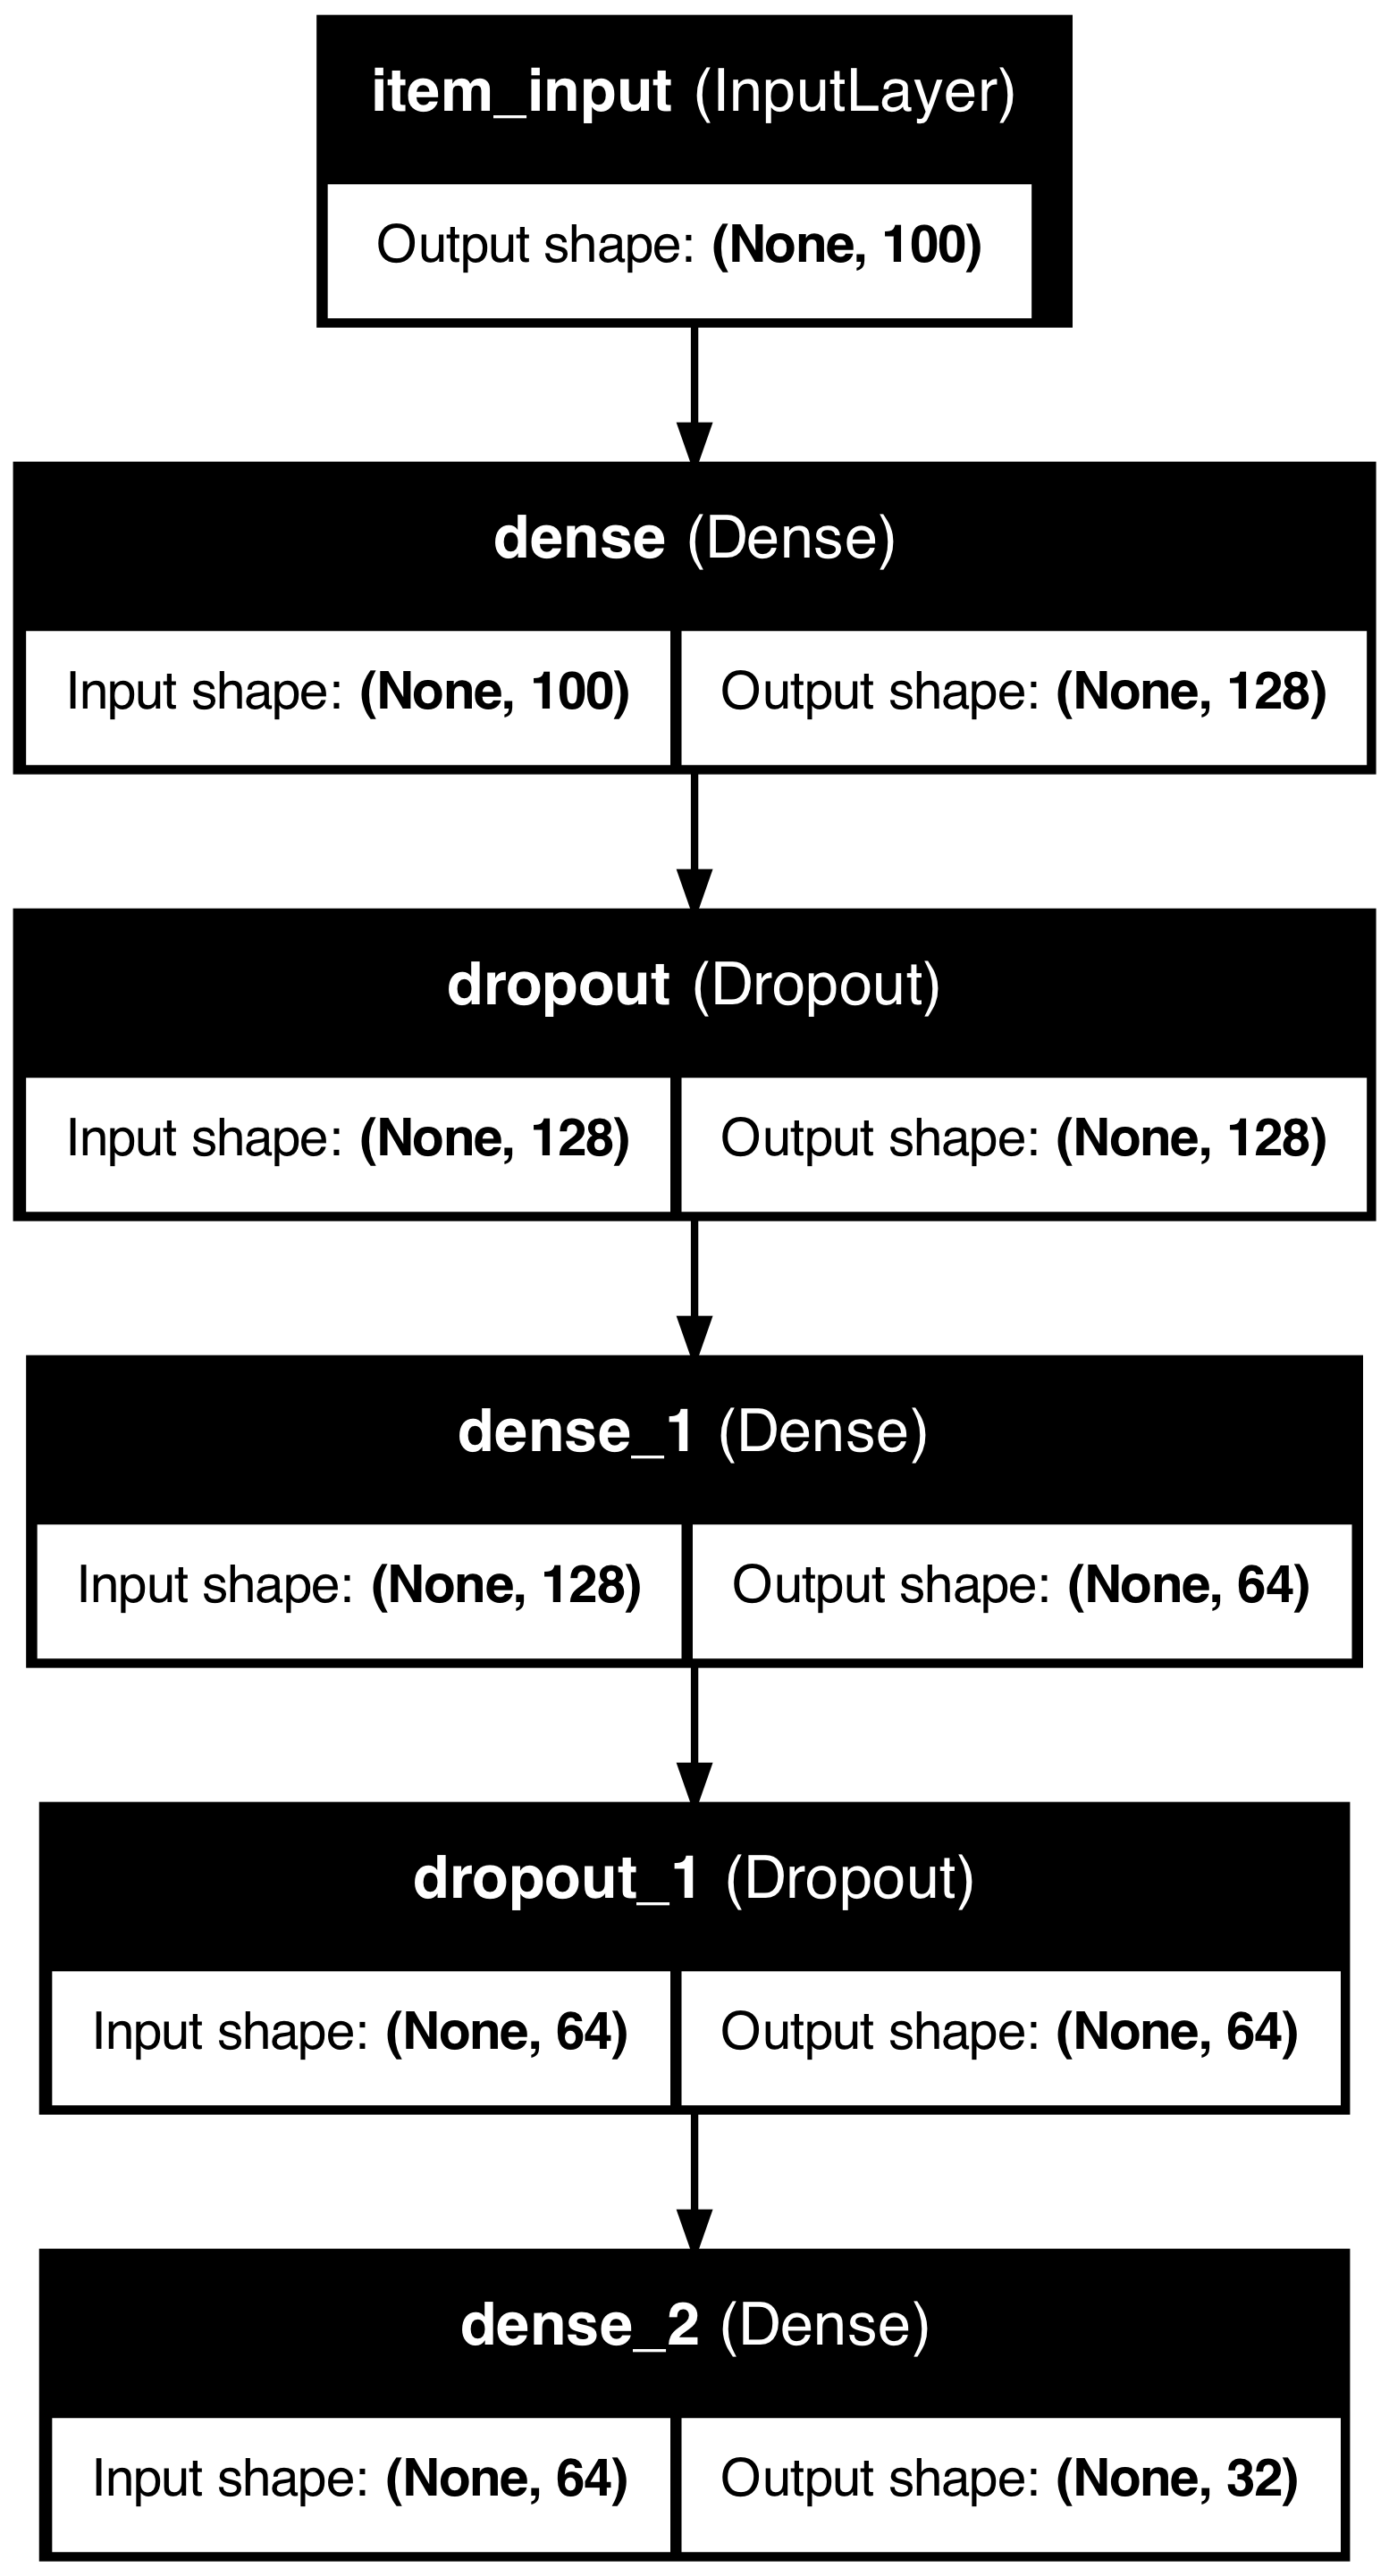 item_input (InputLayer)
Output shape: (None, 100)
dense (Dense)
Input shape: (None, 100) Output shape: (None, 128)
dropout (Dropout)
Input shape: (None, 128) Output shape: (None, 128)
dense_1 (Dense)
Input shape: (None, 128) Output shape: (None, 64)
dropout_1 (Dropout)
Input shape: (None, 64) Output shape: (None, 64)
dense_2 (Dense)
Input shape: (None, 64) Output shape: (None, 32)